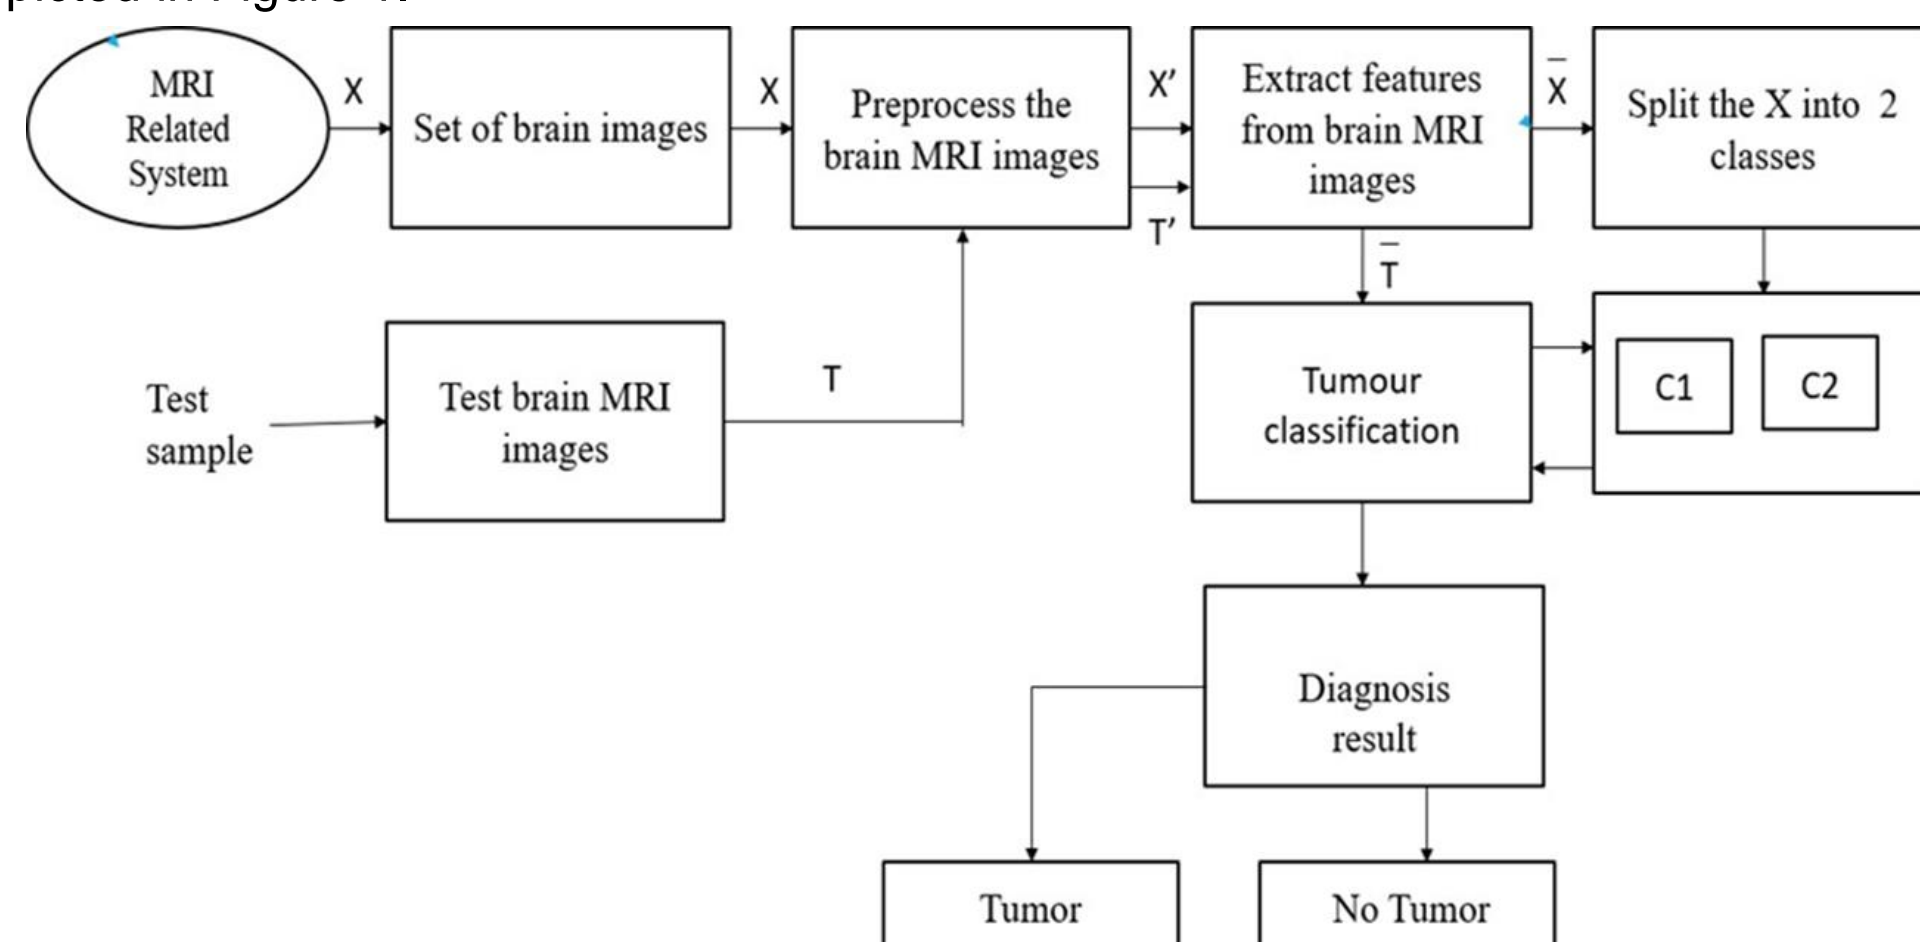 MRI
Related
System
X
Set of brain images
X
Preprocess the
brain MRI images
X′
T′
Extract features
from brain MRI
images
X̅
Split the X into 2
classes
T̅
Test
sample
Test brain MRI
images
T
Tumour
classification
C1
C2
Diagnosis
result
Tumor
No Tumor